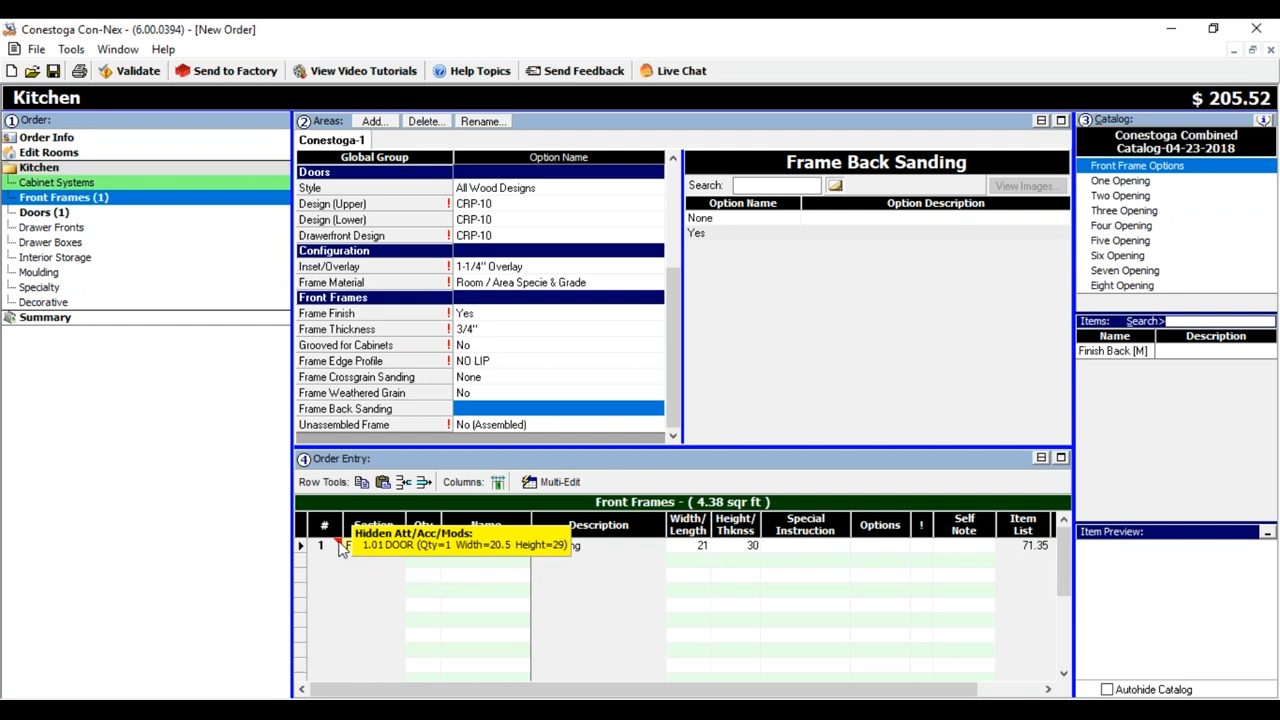 Conestoga Con-Nex - (6.00.0394) - [New Order]
File Tools Window Help
Validate Send to Factory View Video Tutorials Help Topics Send Feedback Live Chat
Kitchen $ 205.52
1 Order:
Order Info
Edit Rooms
Kitchen
Cabinet Systems
Front Frames (1)
Doors (1)
Drawer Fronts
Drawer Boxes
Interior Storage
Moulding
Specialty
Decorative
Summary
2 Areas: Add... Delete... Rename...
Conestoga-1
Global Group Option Name
Doors
Style All Wood Designs
Design (Upper) ! CRP-10
Design (Lower) ! CRP-10
Drawerfront Design ! CRP-10
Configuration
Inset/Overlay ! 1-1/4" Overlay
Frame Material ! Room / Area Specie & Grade
Front Frames
Frame Finish ! Yes
Frame Thickness ! 3/4"
Grooved for Cabinets ! No
Frame Edge Profile ! NO LIP
Frame Crossgrain Sanding None
Frame Weathered Grain No
Frame Back Sanding
Unassembled Frame ! No (Assembled)
Frame Back Sanding
Search: View Images...
Option Name Option Description
None
Yes
3 Catalog:
Conestoga Combined
Catalog-04-23-2018
Front Frame Options
One Opening
Two Opening
Three Opening
Four Opening
Five Opening
Six Opening
Seven Opening
Eight Opening
Items: Search>
Name Description
Finish Back [M]
Item Preview:
Autohide Catalog
4 Order Entry:
Row Tools: Columns: Multi-Edit
Front Frames - ( 4.38 sqr ft )
# Section Qty Name Description Width/ Length Height/ Thknss Special Instruction Options ! Self Note Item List
Hidden Att/Acc/Mods:
1.01 DOOR (Qty=1 Width=20.5 Height=29)
1 F ng 21 30 71.35